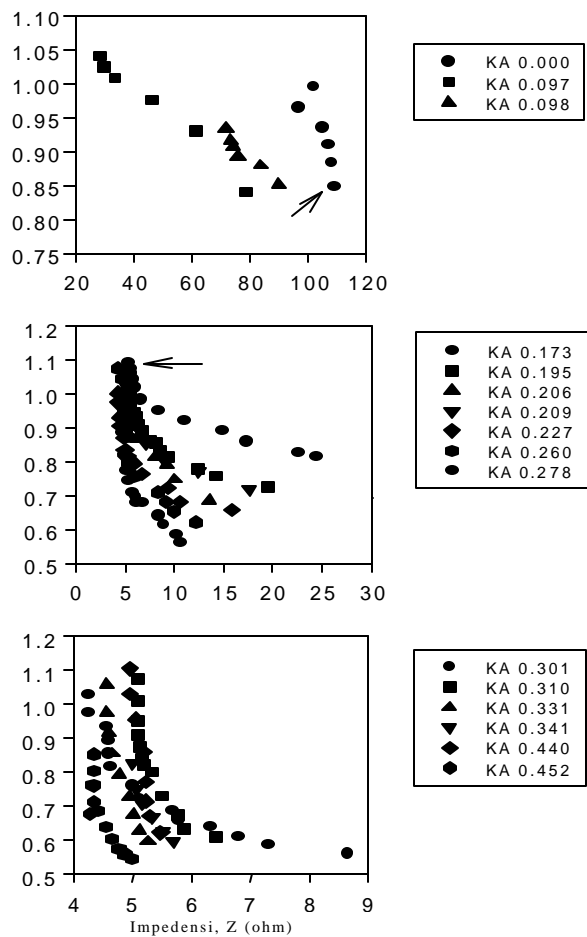 1.10
1.05
1.00
0.95
0.90
0.85
0.80
0.75
20 40 60 80 100 120
KA 0.000
KA 0.097
KA 0.098
1.2
1.1
1.0
0.9
0.8
0.7
0.6
0.5
0 5 10 15 20 25 30
KA 0.173
KA 0.195
KA 0.206
KA 0.209
KA 0.227
KA 0.260
KA 0.278
1.2
1.1
1.0
0.9
0.8
0.7
0.6
0.5
4 5 6 7 8 9
Impedensi, Z (ohm)
KA 0.301
KA 0.310
KA 0.331
KA 0.341
KA 0.440
KA 0.452